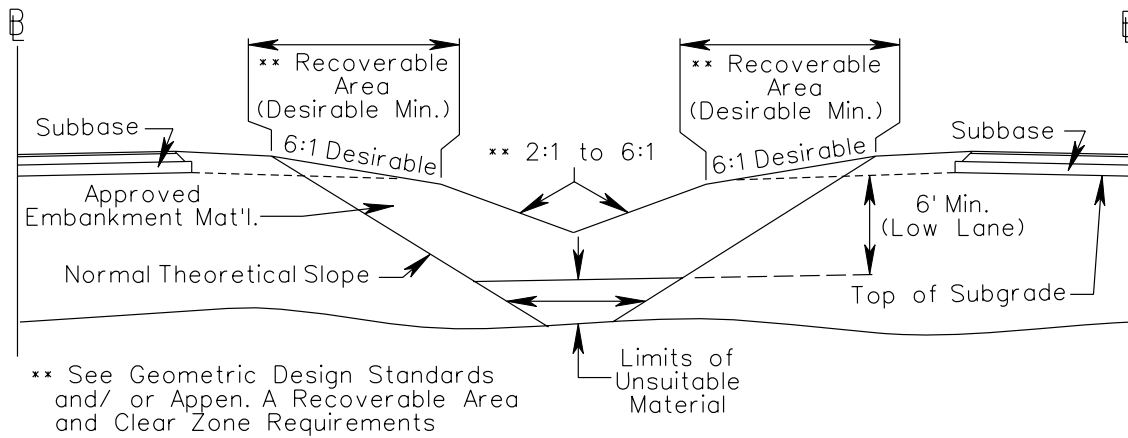 ** Recoverable
Area
(Desirable Min.)
** Recoverable
Area
(Desirable Min.)
Subbase
6:1 Desirable
** 2:1 to 6:1
6:1 Desirable
Subbase
Approved
Embankment Mat'l.
6' Min.
(Low Lane)
Normal Theoretical Slope
Top of Subgrade
Limits of
Unsuitable
Material
** See Geometric Design Standards
and/ or Appen. A Recoverable Area
and Clear Zone Requirements